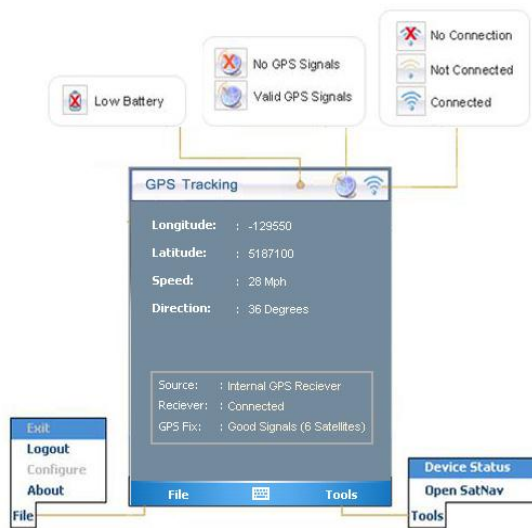 No Connection
No GPS Signals
Not Connected
Low Battery
Valid GPS Signals
Connected
GPS Tracking
Longitude: : -129550
Latitude: : 5187100
Speed: : 28 Mph
Direction: : 36 Degrees
Source: : Internal GPS Reciever
Reciever: : Connected
GPS Fix: : Good Signals (6 Satellites)
Exit
Logout
Configure
About
File
File
Tools
Device Status
Open SatNav
Tools